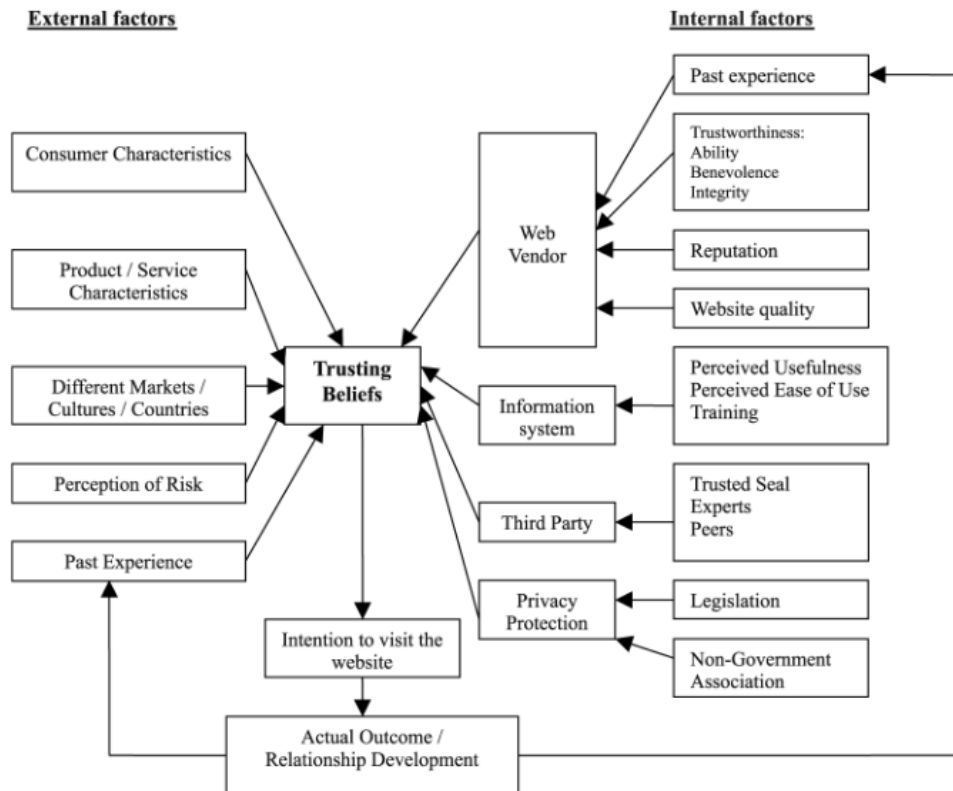 External factors
Internal factors
Consumer Characteristics
Product / Service
Characteristics
Different Markets /
Cultures / Countries
Perception of Risk
Past Experience
Trusting
Beliefs
Intention to visit the
website
Actual Outcome /
Relationship Development
Web
Vendor
Information
system
Third Party
Privacy
Protection
Past experience
Trustworthiness:
Ability
Benevolence
Integrity
Reputation
Website quality
Perceived Usefulness
Perceived Ease of Use
Training
Trusted Seal
Experts
Peers
Legislation
Non-Government
Association